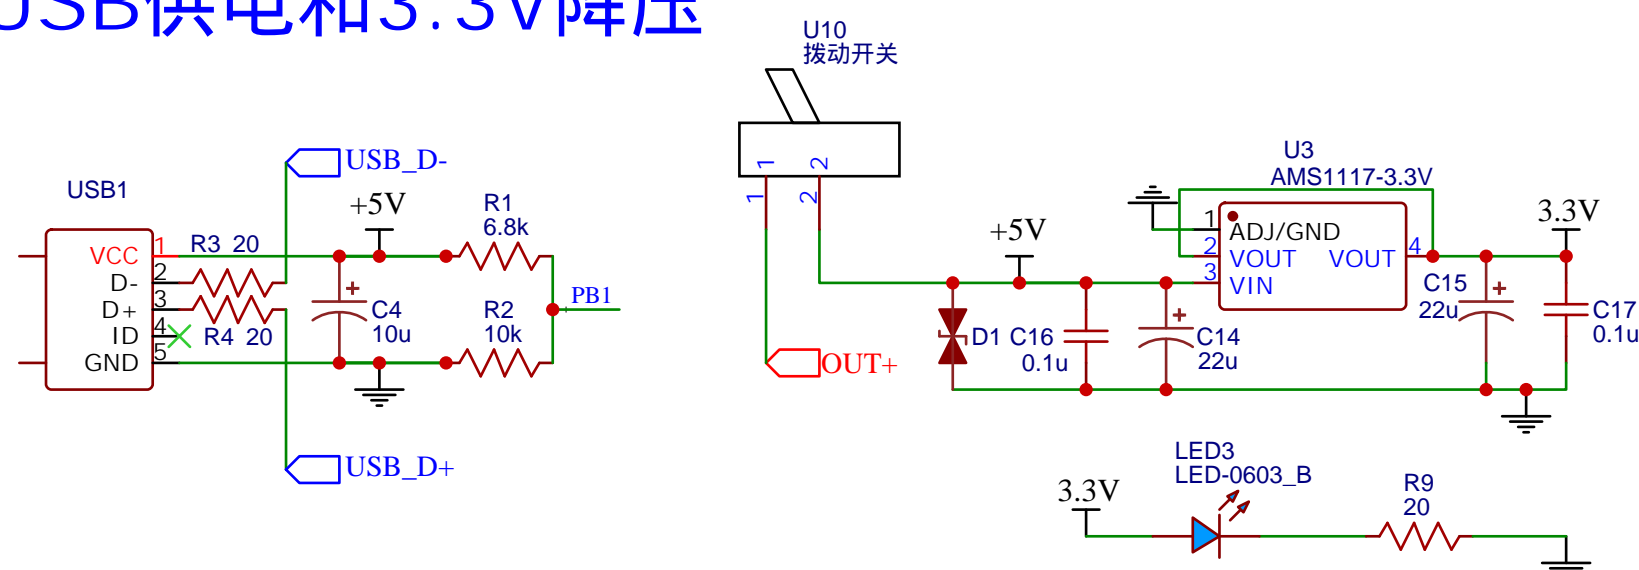 USB供电和3.3V降压
U10
拨动开关
1
2
1
2
USB_D-
USB1
+5V
R1
6.8k
VCC
1
R3 20
D-
2
D+
3
ID
4
R4 20
GND
5
C4
10u
R2
10k
PB1
USB_D+
OUT+
+5V
D1
C16
0.1u
C14
22u
U3
AMS1117-3.3V
1
ADJ/GND
2
VOUT
VOUT
4
3
VIN
3.3V
C15
22u
C17
0.1u
LED3
LED-0603_B
3.3V
R9
20